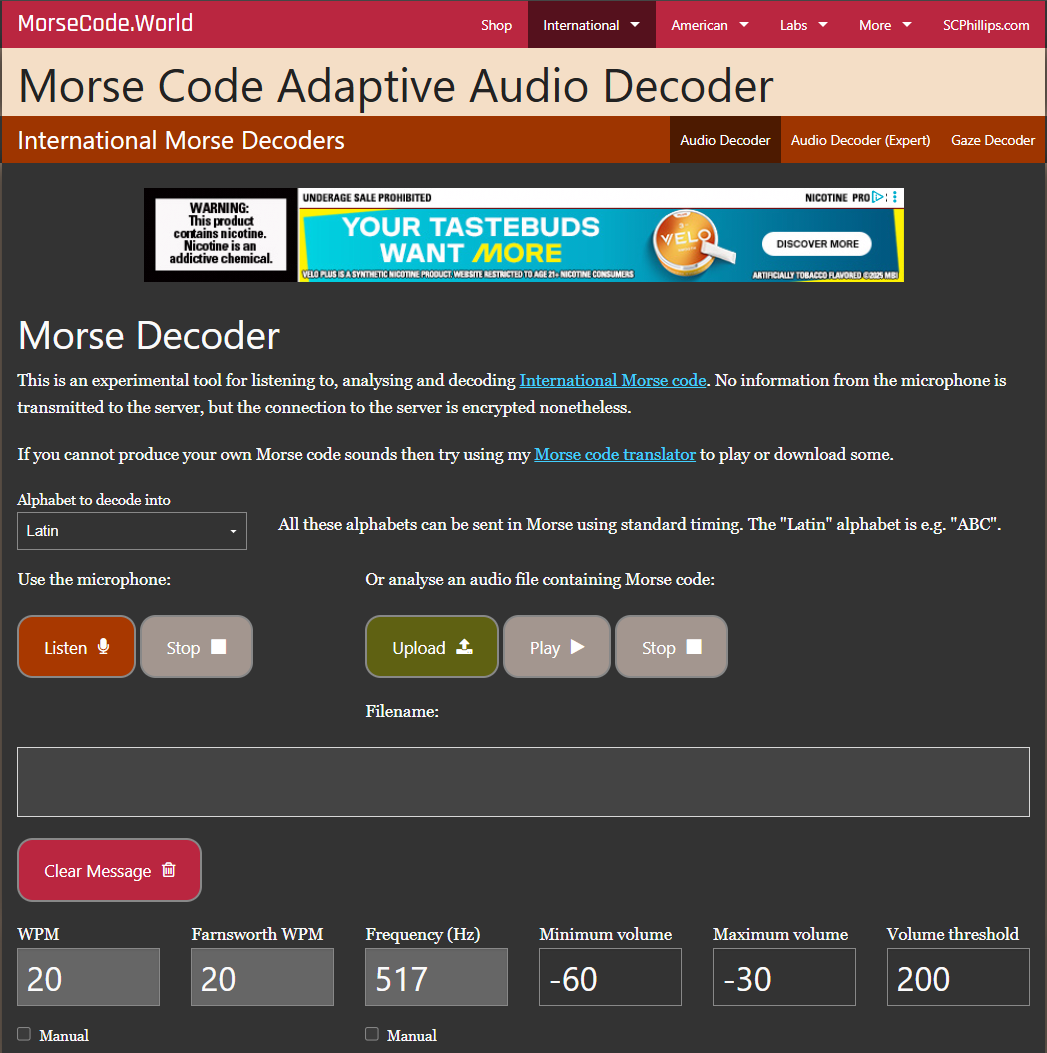 MorseCode.World
Shop International American Labs More SCPhillips.com
Morse Code Adaptive Audio Decoder
International Morse Decoders
Audio Decoder Audio Decoder (Expert) Gaze Decoder
WARNING:
This product
contains nicotine.
Nicotine is an
addictive chemical.
UNDERAGE SALE PROHIBITED
NICOTINE PRO
YOUR TASTEBUDS
WANT MORE
VELO
DISCOVER MORE
VELO PLUS IS A SYNTHETIC NICOTINE PRODUCT. WEBSITE RESTRICTED TO AGE 21+ NICOTINE CONSUMERS
ARTIFICIALLY TOBACCO FLAVORED ©2025 MBI
Morse Decoder
This is an experimental tool for listening to, analysing and decoding International Morse code. No information from the microphone is
transmitted to the server, but the connection to the server is encrypted nonetheless.
If you cannot produce your own Morse code sounds then try using my Morse code translator to play or download some.
Alphabet to decode into
Latin
All these alphabets can be sent in Morse using standard timing. The "Latin" alphabet is e.g. "ABC".
Use the microphone:
Or analyse an audio file containing Morse code:
Listen Stop
Upload Play Stop
Filename:
Clear Message
WPM Farnsworth WPM Frequency (Hz) Minimum volume Maximum volume Volume threshold
20 20 517 -60 -30 200
Manual Manual